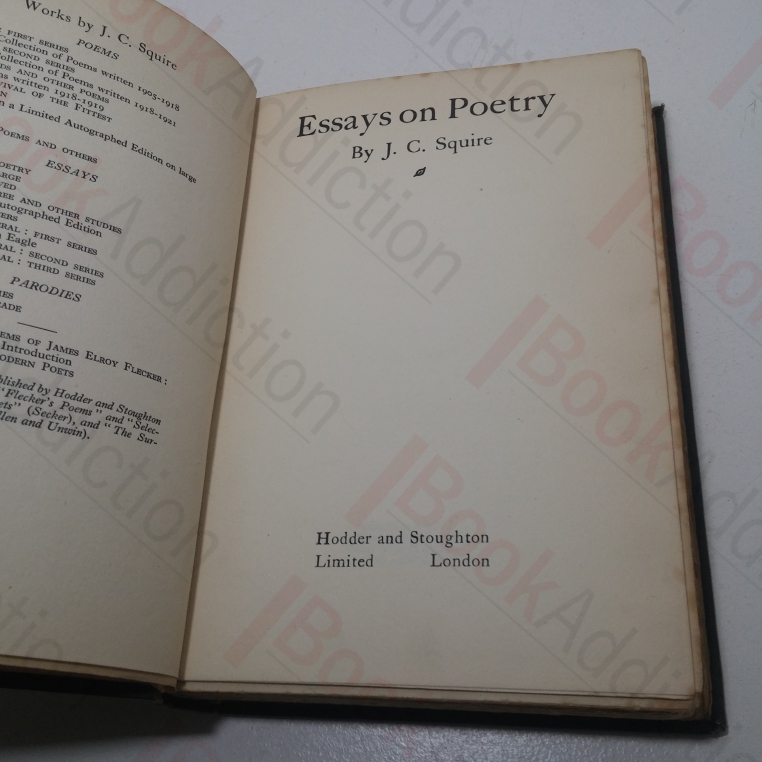 Works by J. C. Squire
POEMS
: FIRST SERIES
Collection of Poems written 1905-1918
SECOND SERIES
Collection of Poems written 1918-1921
AND OTHER POEMS
written 1918-1919
OF THE FITTEST
a Limited Autographed Edition on large
POEMS AND OTHERS
ESSAYS
AND OTHER STUDIES
Autographed Edition
: FIRST SERIES
Eagle
: SECOND SERIES
: THIRD SERIES
PARODIES
OF JAMES ELROY FLECKER :
Introduction
POETS
by Hodder and Stoughton
"Flecker's Poems" and "Selec-
(Secker), and "The Sur-
and Unwin).
Essays on Poetry
By J. C. Squire
Hodder and Stoughton
Limited London
BookAddiction
BookAddiction
BookAddiction
BookAddiction